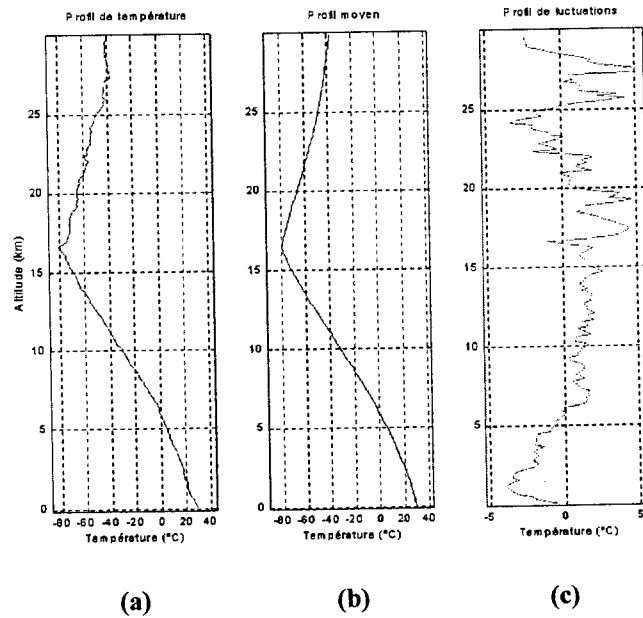 Profil de température
Profil moyen
Profil de fuctuations
Altitude (km)
25
20
15
10
5
0
-80 -60 -40 -20 0 20 40
Température (°C)
25
20
15
10
5
0
-80 -60 -40 -20 0 20 40
Température (°C)
25
20
15
10
5
-5 0 5
Température (°C)
(a)
(b)
(c)